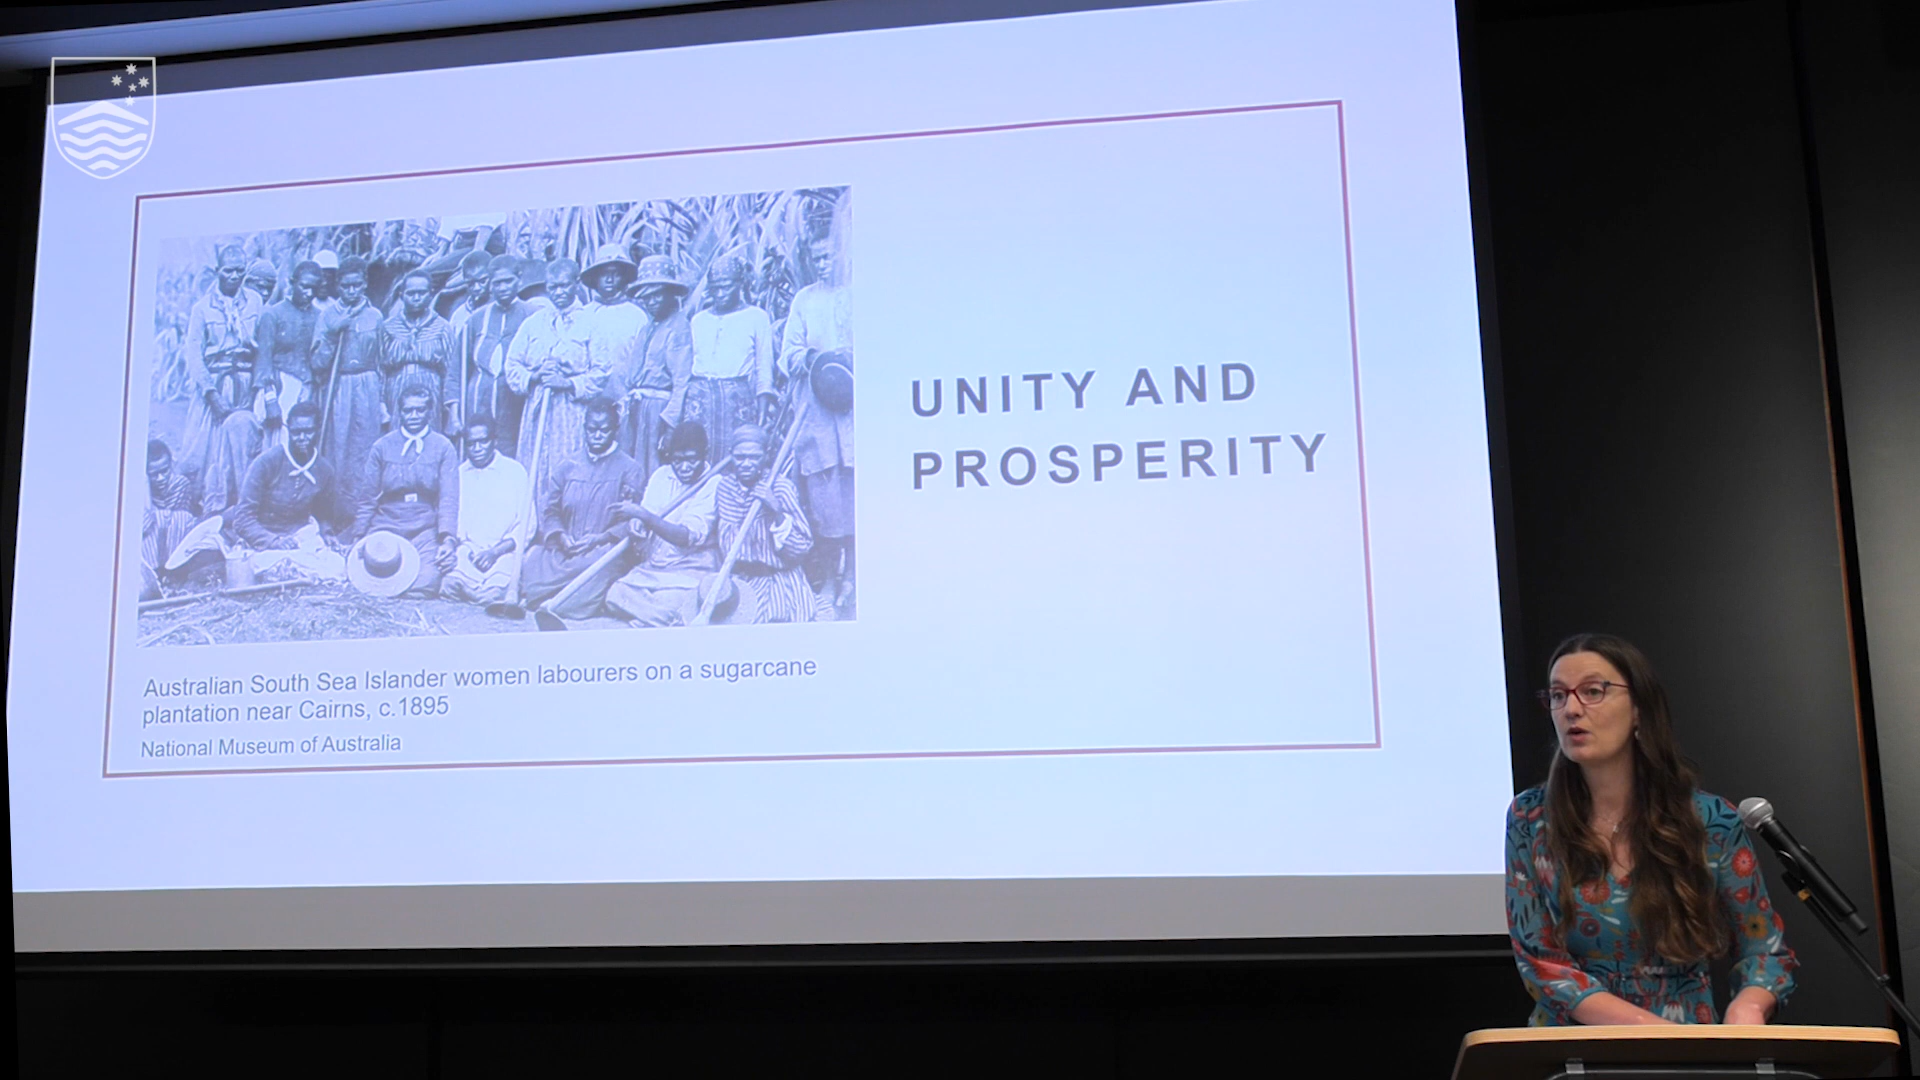 UNITY AND
PROSPERITY
Australian South Sea Islander women labourers on a sugarcane
plantation near Cairns, c.1895
National Museum of Australia